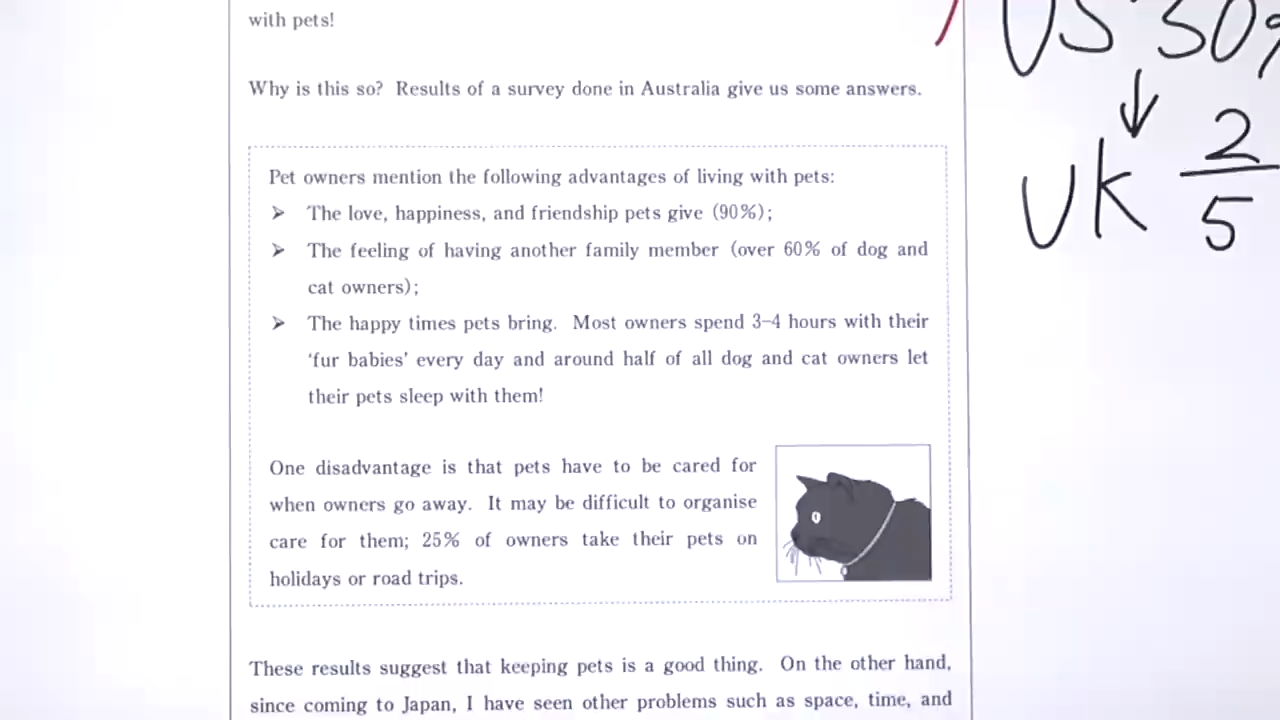 with pets!
Why is this so? Results of a survey done in Australia give us some answers.
Pet owners mention the following advantages of living with pets:
➢ The love, happiness, and friendship pets give (90%);
➢ The feeling of having another family member (over 60% of dog and
cat owners);
➢ The happy times pets bring. Most owners spend 3–4 hours with their
‘fur babies’ every day and around half of all dog and cat owners let
their pets sleep with them!
One disadvantage is that pets have to be cared for
when owners go away. It may be difficult to organise
care for them; 25% of owners take their pets on
holidays or road trips.
These results suggest that keeping pets is a good thing. On the other hand,
since coming to Japan, I have seen other problems such as space, time, and
US 50%
↓
UK 2/5